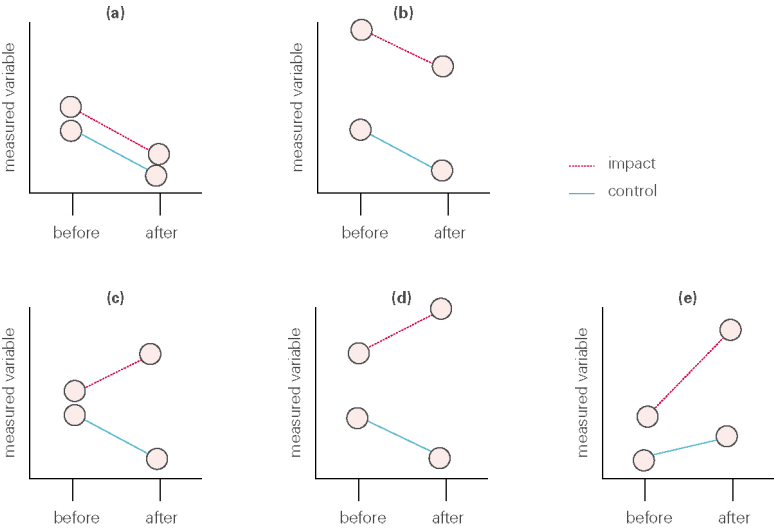 (a)
measured variable
before
after
(b)
measured variable
before
after
impact
control
(c)
measured variable
before
after
(d)
measured variable
before
after
(e)
measured variable
before
after